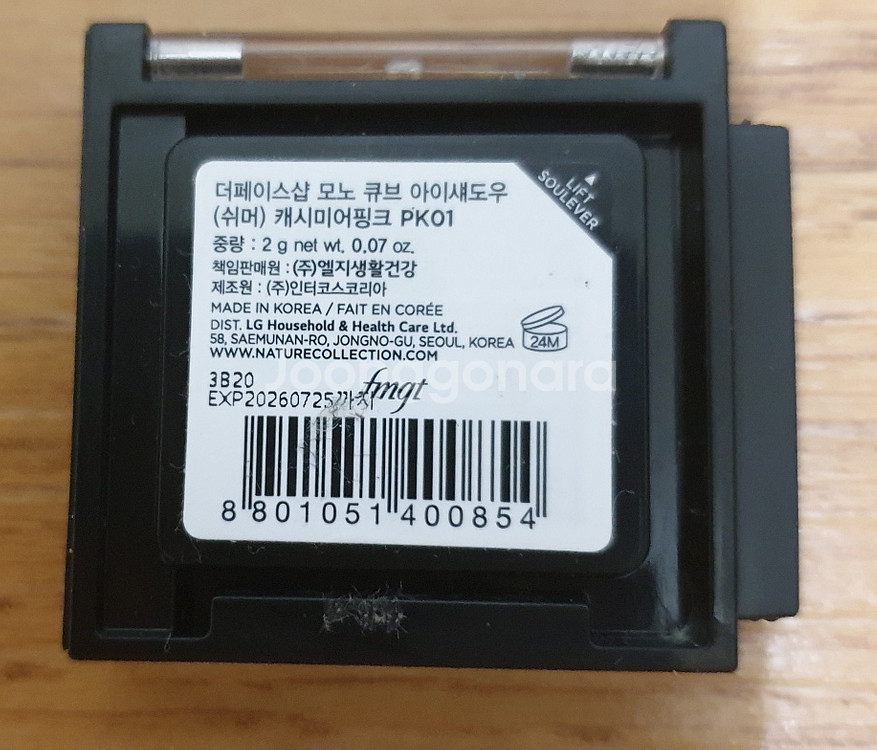 더페이스샵 모노 큐브 아이섀도우
(쉬머) 캐시미어핑크 PK01
중량 : 2 g net wt. 0.07 oz.
책임판매원 : (주)엘지생활건강
제조원 : (주)인터코스코리아
MADE IN KOREA / FAIT EN CORÉE
DIST. LG Household & Health Care Ltd.
58, SAEMUNAN-RO, JONGNO-GU, SEOUL, KOREA
WWW.NATURECOLLECTION.COM
24M
LIFT
SOULEVER
Joonggonara
3B20
EXP20260725까지
fmgt
8 801051 400854